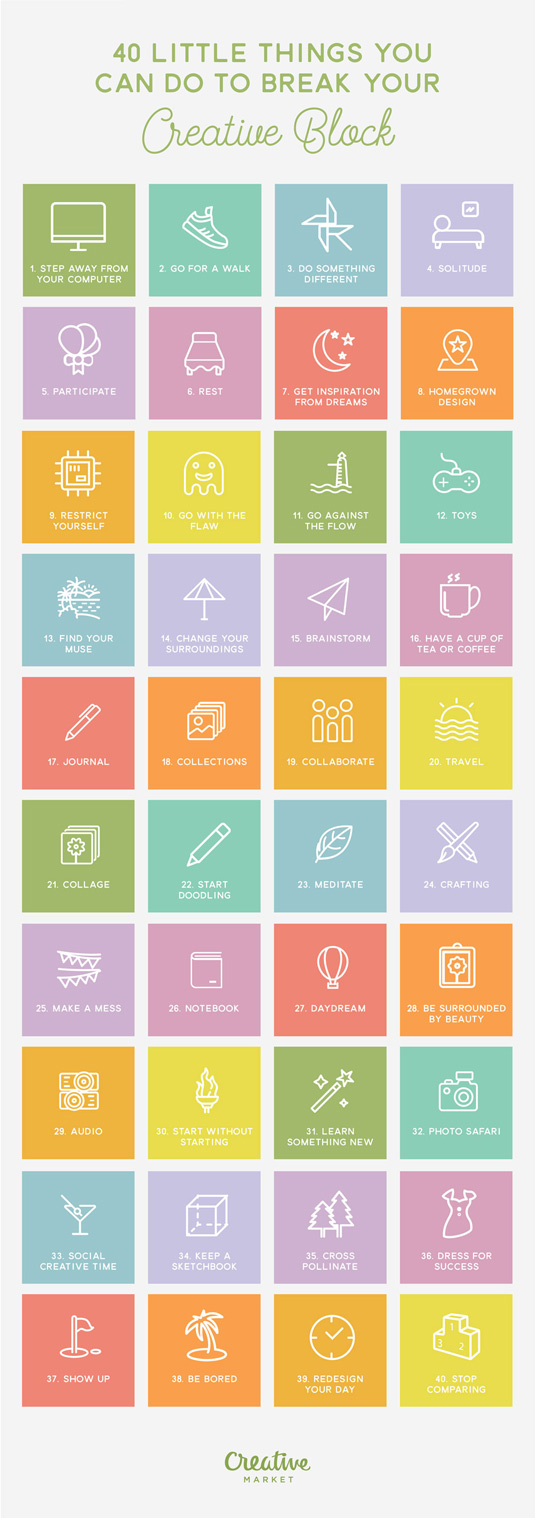 40 LITTLE THINGS YOU
CAN DO TO BREAK YOUR
Creative Block
1. STEP AWAY FROM
YOUR COMPUTER
2. GO FOR A WALK
3. DO SOMETHING
DIFFERENT
4. SOLITUDE
5. PARTICIPATE
6. REST
7. GET INSPIRATION
FROM DREAMS
8. HOMEGROWN
DESIGN
9. RESTRICT
YOURSELF
10. GO WITH THE
FLAW
11. GO AGAINST
THE FLOW
12. TOYS
13. FIND YOUR
MUSE
14. CHANGE YOUR
SURROUNDINGS
15. BRAINSTORM
16. HAVE A CUP OF
TEA OR COFFEE
17. JOURNAL
18. COLLECTIONS
19. COLLABORATE
20. TRAVEL
21. COLLAGE
22. START
DOODLING
23. MEDITATE
24. CRAFTING
25. MAKE A MESS
26. NOTEBOOK
27. DAYDREAM
28. BE SURROUNDED
BY BEAUTY
29. AUDIO
30. START WITHOUT
STARTING
31. LEARN
SOMETHING NEW
32. PHOTO SAFARI
33. SOCIAL
CREATIVE TIME
34. KEEP A
SKETCHBOOK
35. CROSS
POLLINATE
36. DRESS FOR
SUCCESS
37. SHOW UP
38. BE BORED
39. REDESIGN
YOUR DAY
1
3 2
40. STOP
COMPARING
Creative
MARKET